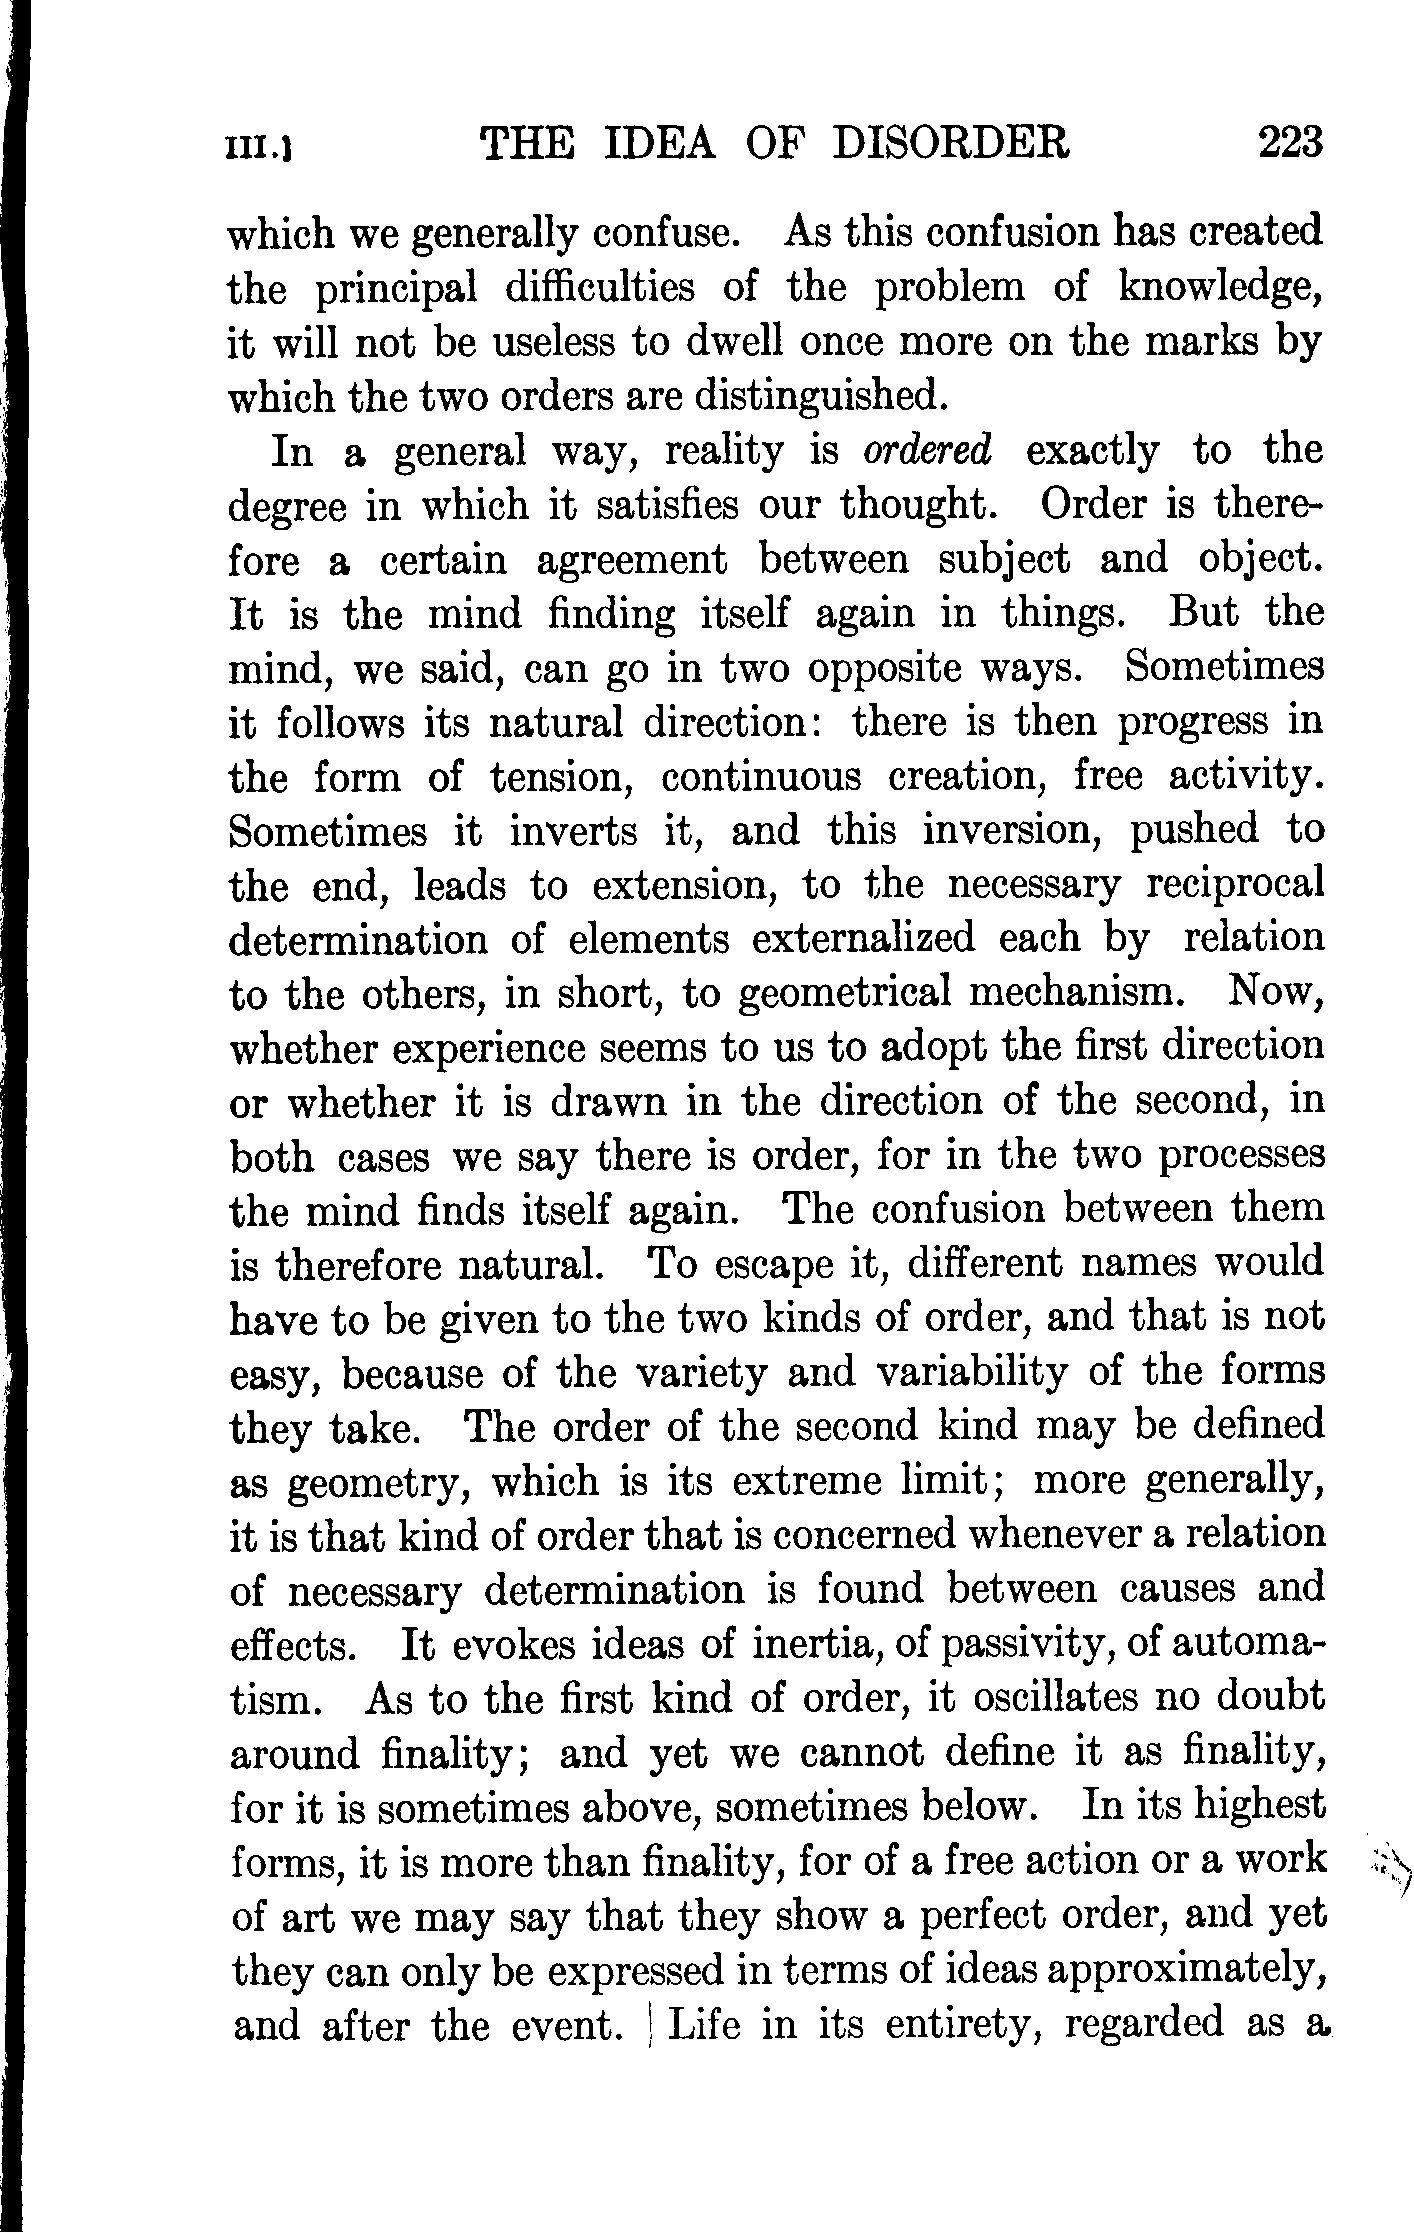 III.] THE IDEA OF DISORDER 223
which we generally confuse. As this confusion has created
the principal difficulties of the problem of knowledge,
it will not be useless to dwell once more on the marks by
which the two orders are distinguished.
In a general way, reality is ordered exactly to the
degree in which it satisfies our thought. Order is there-
fore a certain agreement between subject and object.
It is the mind finding itself again in things. But the
mind, we said, can go in two opposite ways. Sometimes
it follows its natural direction: there is then progress in
the form of tension, continuous creation, free activity.
Sometimes it inverts it, and this inversion, pushed to
the end, leads to extension, to the necessary reciprocal
determination of elements externalized each by relation
to the others, in short, to geometrical mechanism. Now,
whether experience seems to us to adopt the first direction
or whether it is drawn in the direction of the second, in
both cases we say there is order, for in the two processes
the mind finds itself again. The confusion between them
is therefore natural. To escape it, different names would
have to be given to the two kinds of order, and that is not
easy, because of the variety and variability of the forms
they take. The order of the second kind may be defined
as geometry, which is its extreme limit; more generally,
it is that kind of order that is concerned whenever a relation
of necessary determination is found between causes and
effects. It evokes ideas of inertia, of passivity, of automa-
tism. As to the first kind of order, it oscillates no doubt
around finality; and yet we cannot define it as finality,
for it is sometimes above, sometimes below. In its highest
forms, it is more than finality, for of a free action or a work
of art we may say that they show a perfect order, and yet
they can only be expressed in terms of ideas approximately,
and after the event. Life in its entirety, regarded as a